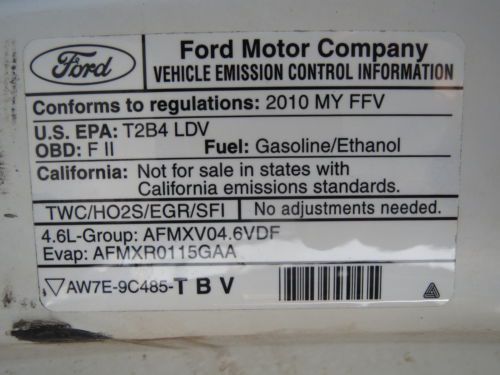 Ford
Ford Motor Company
VEHICLE EMISSION CONTROL INFORMATION
Conforms to regulations: 2010 MY FFV
U.S. EPA: T2B4 LDV
OBD: F II Fuel: Gasoline/Ethanol
California: Not for sale in states with
California emissions standards.
TWC/HO2S/EGR/SFI No adjustments needed.
4.6L-Group: AFMXV04.6VDF
Evap: AFMXR0115GAA
AW7E-9C485-T B V